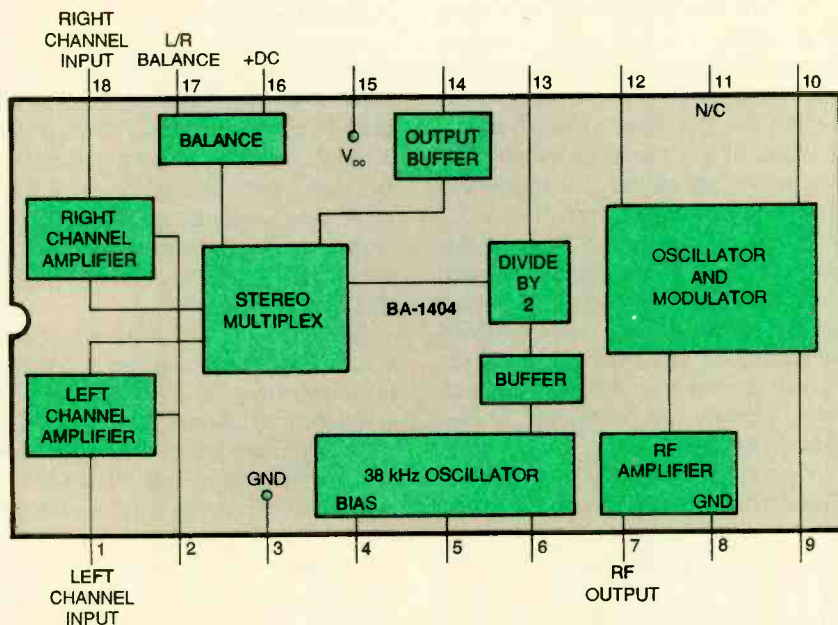 RIGHT
CHANNEL
INPUT
L/R
BALANCE
+DC
18
17
16
15
14
13
12
11
10
N/C
BALANCE
V_DC
OUTPUT
BUFFER
RIGHT
CHANNEL
AMPLIFIER
STEREO
MULTIPLEX
BA-1404
DIVIDE
BY
2
OSCILLATOR
AND
MODULATOR
BUFFER
LEFT
CHANNEL
AMPLIFIER
GND
38 kHz OSCILLATOR
BIAS
RF
AMPLIFIER
GND
1
2
3
4
5
6
7
8
9
LEFT
CHANNEL
INPUT
RF
OUTPUT